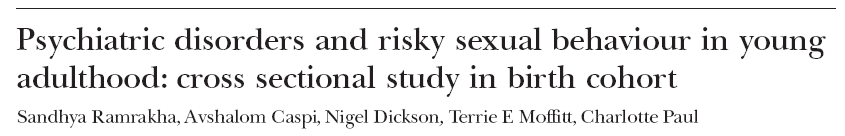 Psychiatric disorders and risky sexual behaviour in young
adulthood: cross sectional study in birth cohort
Sandhya Ramrakha, Avshalom Caspi, Nigel Dickson, Terrie E Moffitt, Charlotte Paul